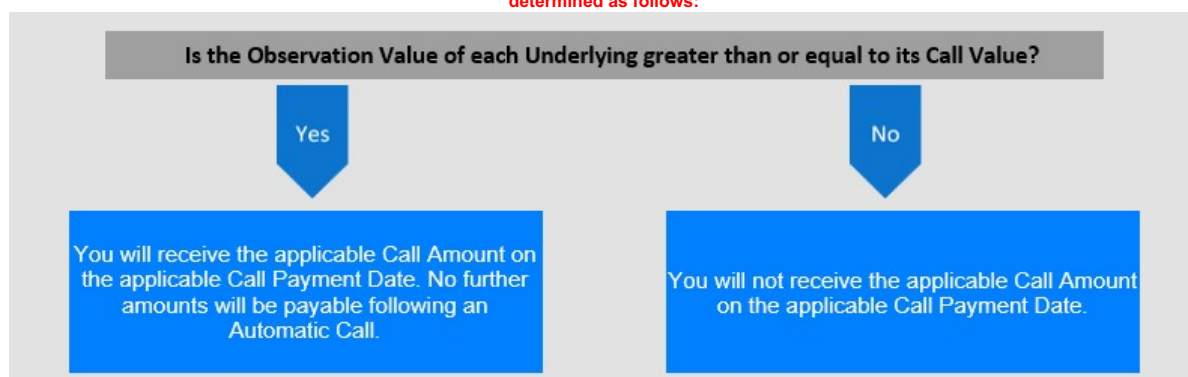 determined as follows:
Is the Observation Value of each Underlying greater than or equal to its Call Value?
Yes
No
You will receive the applicable Call Amount on
the applicable Call Payment Date. No further
amounts will be payable following an
Automatic Call.
You will not receive the applicable Call Amount
on the applicable Call Payment Date.